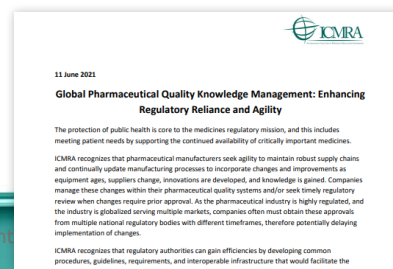 ICMRA
11 June 2021
Global Pharmaceutical Quality Knowledge Management: Enhancing
Regulatory Reliance and Agility
The protection of public health is core to the medicines regulatory mission, and this includes
meeting patient needs by supporting the continued availability of critically important medicines.
ICMRA recognizes that pharmaceutical manufacturers seek agility to maintain robust supply chains
and continually update manufacturing processes to incorporate changes and improvements as
equipment ages, suppliers change, innovations are developed, and knowledge is gained. Companies
manage these changes within their pharmaceutical quality systems and/or seek timely regulatory
review when changes require prior approval. As the pharmaceutical industry is highly regulated, and
the industry is globalized serving multiple markets, companies often must obtain these approvals
from multiple national regulatory bodies with different timeframes, therefore potentially delaying
implementation of changes.
ICMRA recognizes that regulatory authorities can gain efficiencies by developing common
procedures, guidelines, requirements, and interoperable infrastructure that would facilitate the